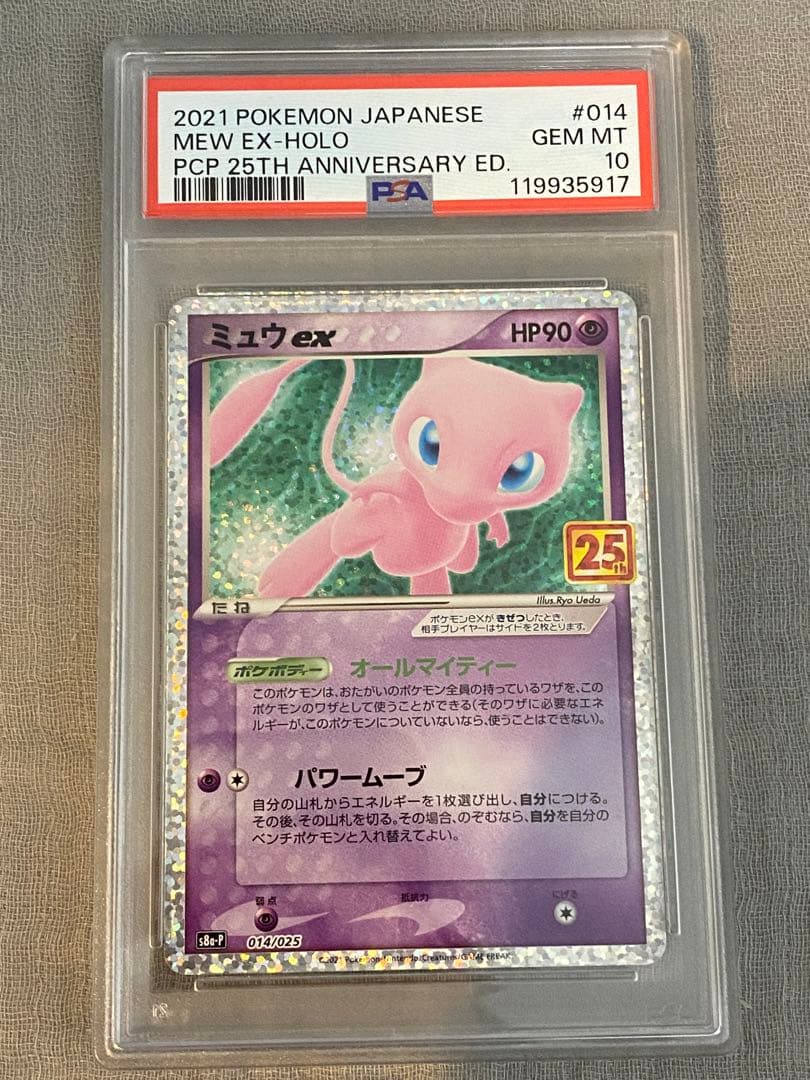 2021 POKEMON JAPANESE #014
MEW EX-HOLO GEM MT
PCP 25TH ANNIVERSARY ED. 10
PSA 119935917
ミュウex HP90
25th
たね Illus.Ryo Ueda
ポケモンexが きぜつしたとき、
相手プレイヤーはサイドを2枚とります。
ポケボディー オールマイティー
このポケモンは、おたがいのポケモン全員の持っているワザを、この
ポケモンのワザとして使うことができる(そのワザに必要なエネ
ルギーが、このポケモンについていないなら、使うことはできない)。
パワームーブ
自分の山札からエネルギーを1枚選び出し、自分につける。
その後、その山札を切る。その場合、のぞむなら、自分を自分の
ベンチポケモンと入れ替えてよい。
弱点 抵抗力 にげる
s8a-P 014/025
©2021 Pokémon/Nintendo/Creatures/GAME FREAK